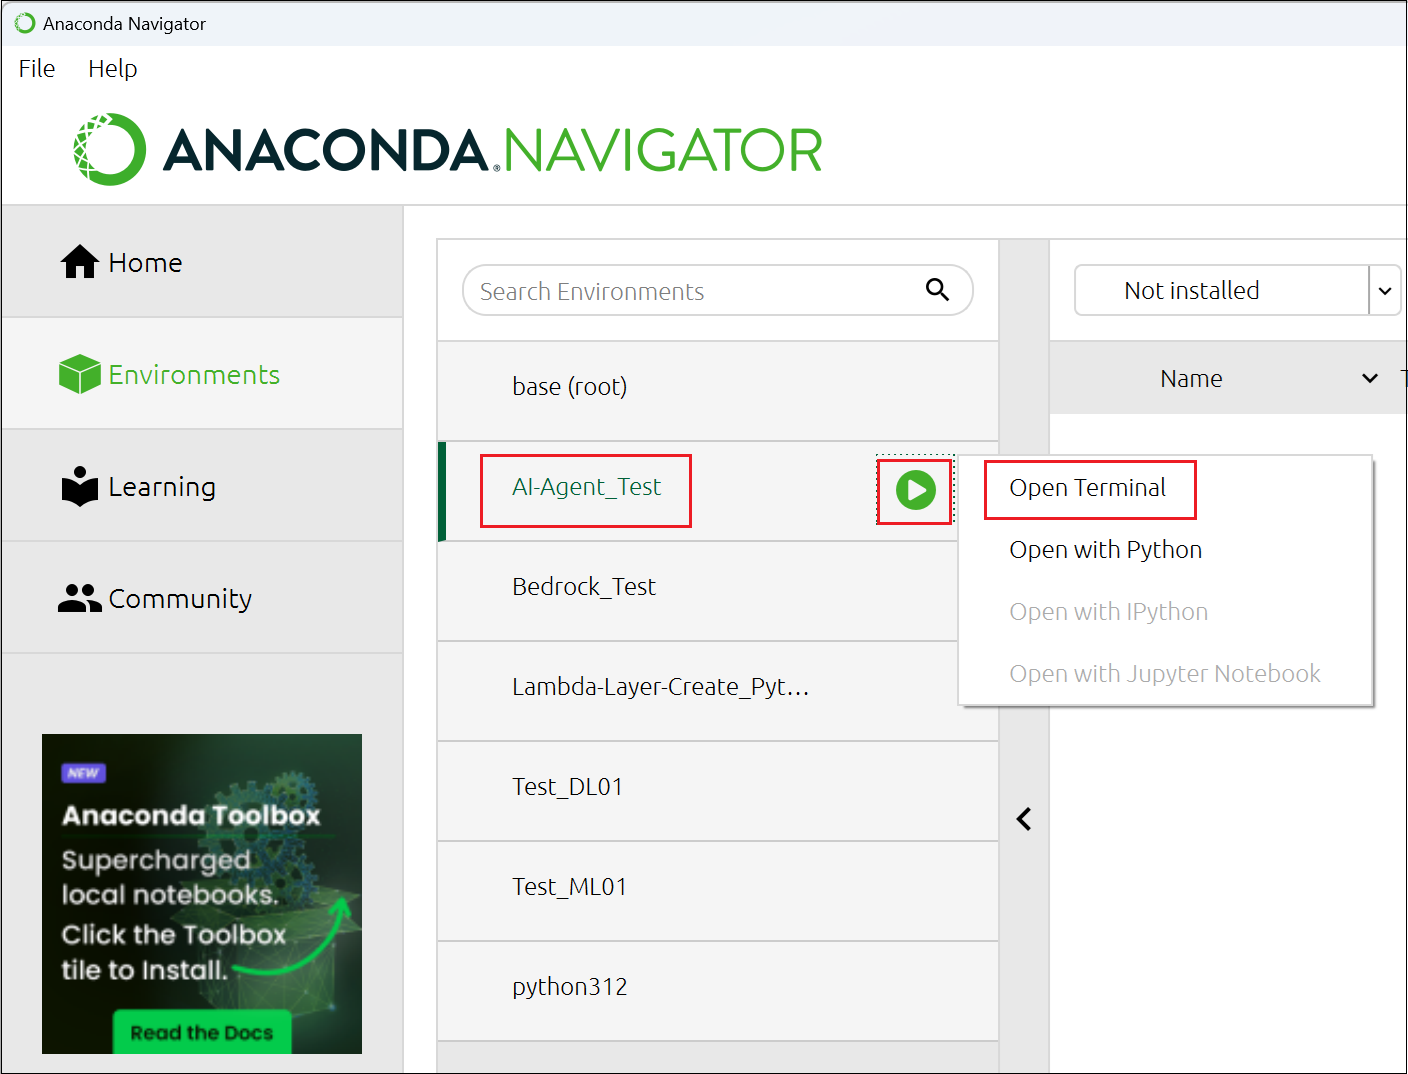 Anaconda Navigator
File Help
ANACONDA.NAVIGATOR
Home
Environments
Learning
Community
NEW
Anaconda Toolbox
Supercharged
local notebooks.
Click the Toolbox
tile to Install.
Read the Docs
Search Environments
base (root)
AI-Agent_Test
Bedrock_Test
Lambda-Layer-Create_Pyt...
Test_DL01
Test_ML01
python312
Open Terminal
Open with Python
Open with IPython
Open with Jupyter Notebook
Not installed
Name